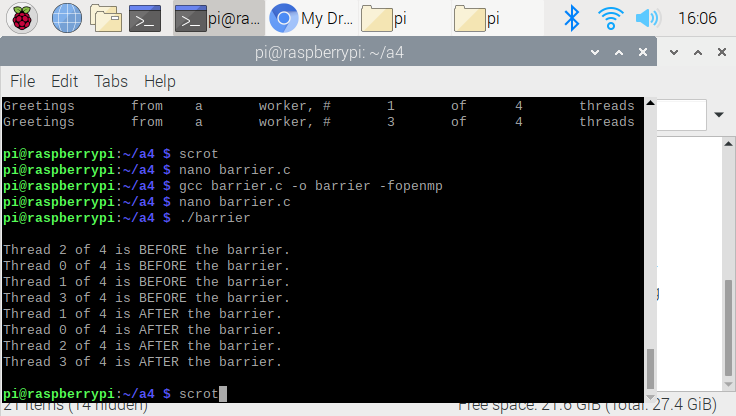 pi@ra... My Dr... pi pi 16:06
pi@raspberrypi: ~/a4
File Edit Tabs Help
Greetings from a worker, # 1 of 4 threads
Greetings from a worker, # 3 of 4 threads
pi@raspberrypi:~/a4 $ scrot
pi@raspberrypi:~/a4 $ nano barrier.c
pi@raspberrypi:~/a4 $ gcc barrier.c -o barrier -fopenmp
pi@raspberrypi:~/a4 $ nano barrier.c
pi@raspberrypi:~/a4 $ ./barrier
Thread 2 of 4 is BEFORE the barrier.
Thread 0 of 4 is BEFORE the barrier.
Thread 1 of 4 is BEFORE the barrier.
Thread 3 of 4 is BEFORE the barrier.
Thread 1 of 4 is AFTER the barrier.
Thread 0 of 4 is AFTER the barrier.
Thread 2 of 4 is AFTER the barrier.
Thread 3 of 4 is AFTER the barrier.
pi@raspberrypi:~/a4 $ scrot
21 items (14 hidden) Free space: 21.6 GiB (Total: 27.4 GiB)